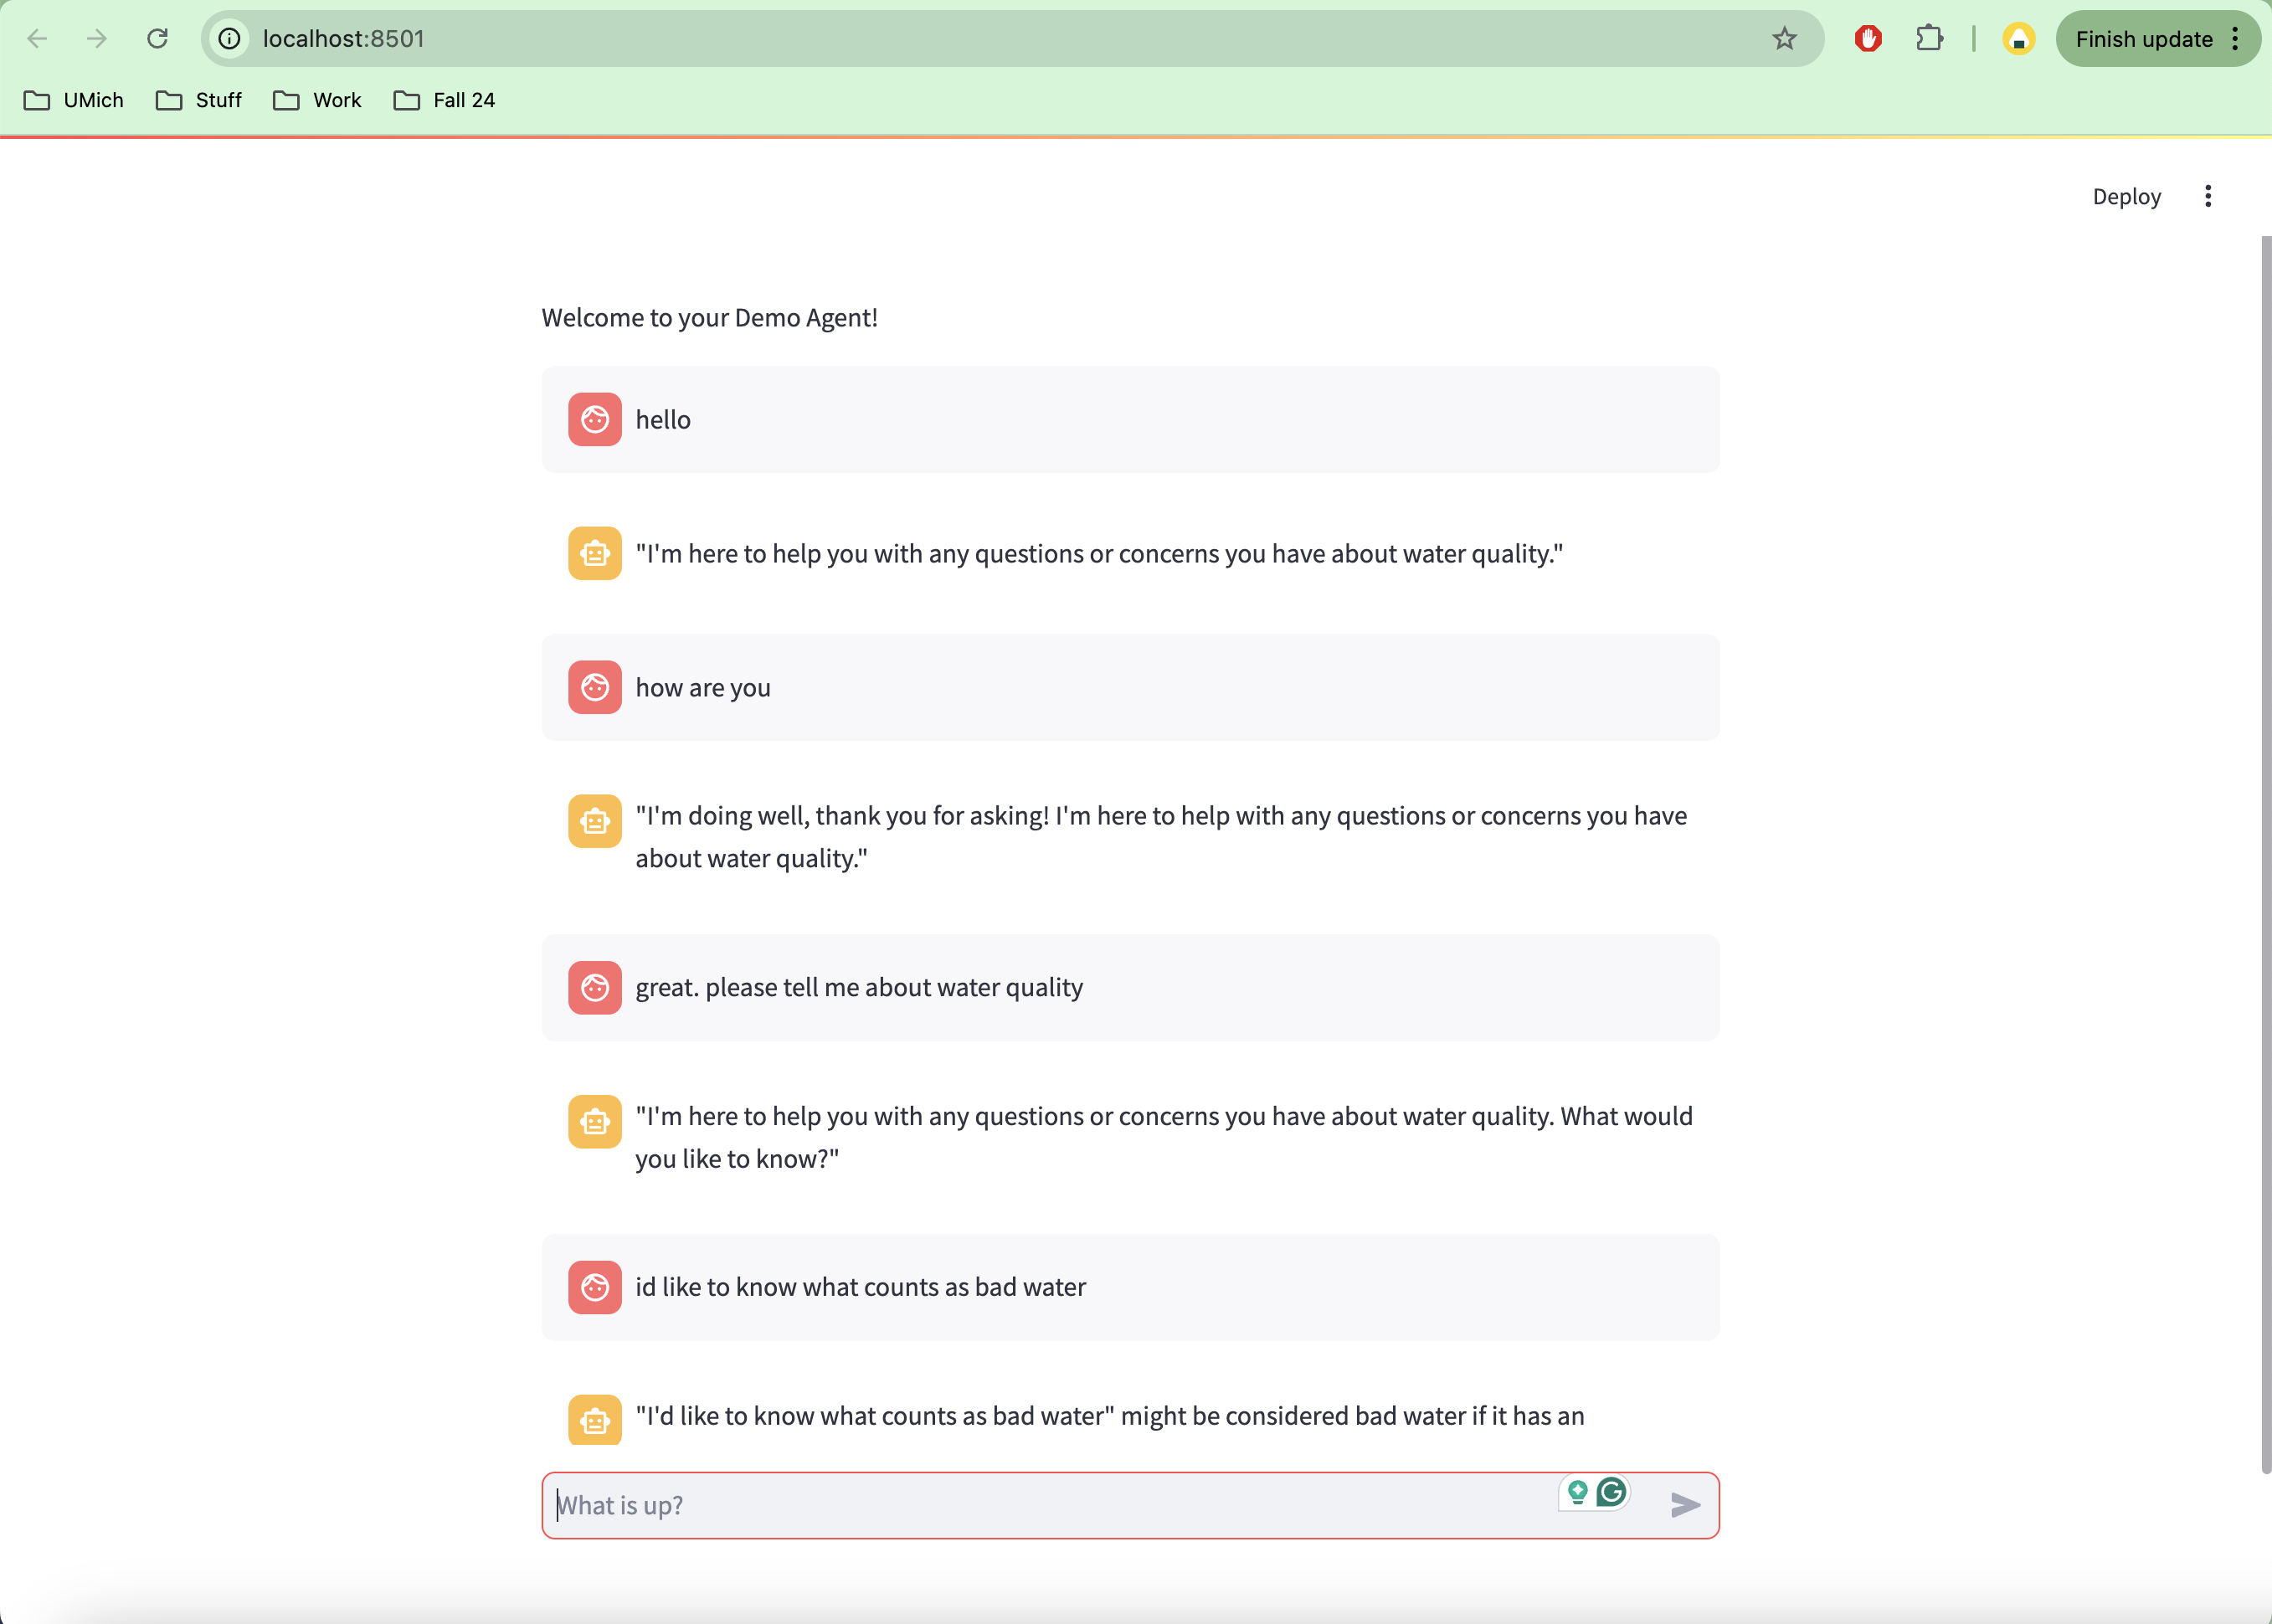 localhost:8501
Finish update
UMich
Stuff
Work
Fall 24
Deploy
Welcome to your Demo Agent!
hello
"I'm here to help you with any questions or concerns you have about water quality."
how are you
"I'm doing well, thank you for asking! I'm here to help with any questions or concerns you have
about water quality."
great. please tell me about water quality
"I'm here to help you with any questions or concerns you have about water quality. What would
you like to know?"
id like to know what counts as bad water
"I'd like to know what counts as bad water" might be considered bad water if it has an
What is up?